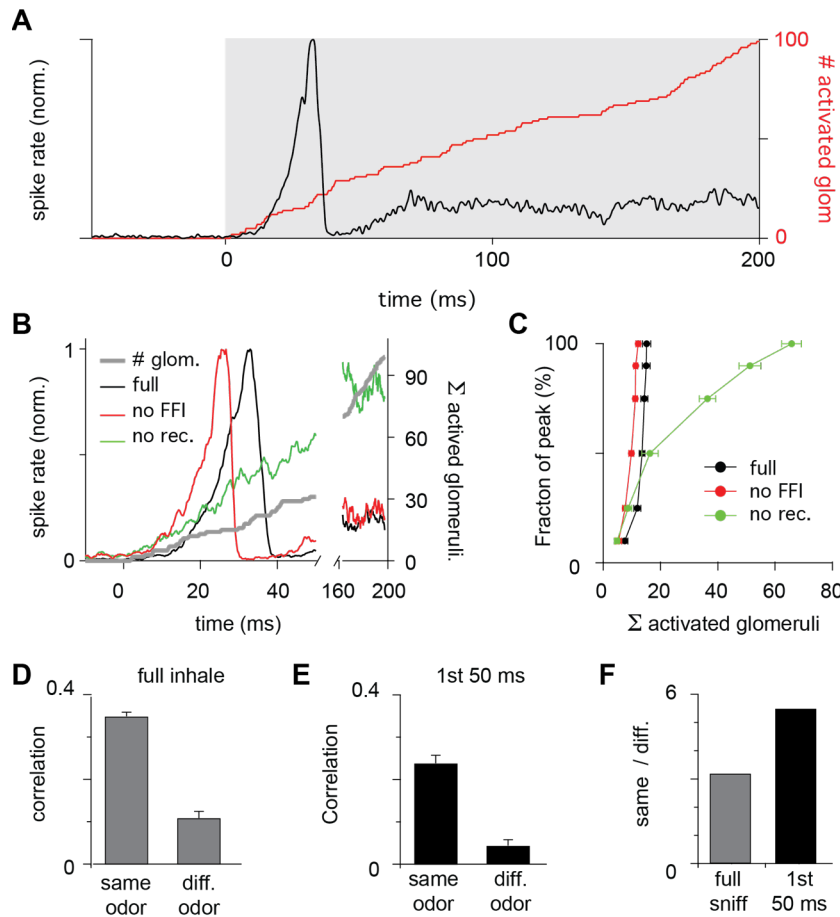 A
spike rate (norm.)
100
0
# activated glom
0
100
200
time (ms)
B
spike rate (norm.)
1
0
# glom.
full
no FFI
no rec.
90
60
30
0
Σ actived glomeruli.
0
20
40
160
200
time (ms)
C
Fracton of peak (%)
100
0
full
no FFI
no rec.
0
20
40
60
80
Σ activated glomeruli
D
full inhale
0.4
0
correlation
same odor
diff. odor
E
1st 50 ms
0.4
0
Correlation
same odor
diff. odor
F
6
0
same / diff.
full sniff
1st 50 ms